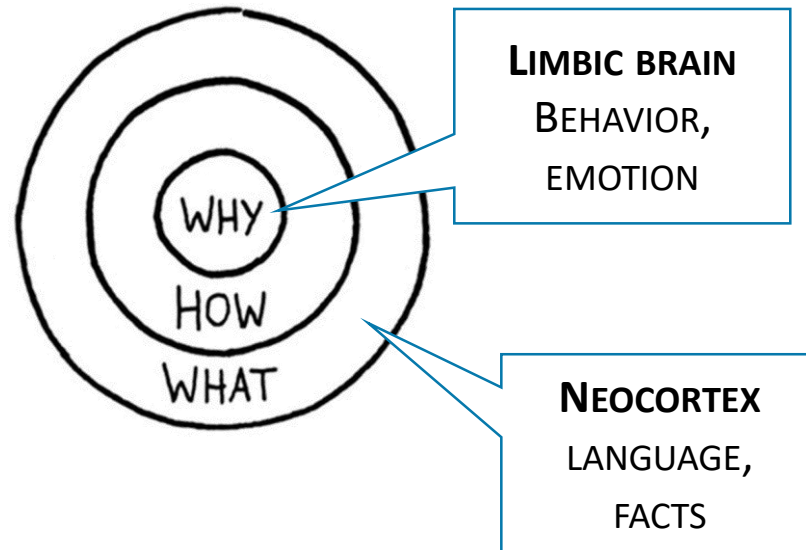 WHY
HOW
WHAT
LIMBIC BRAIN
BEHAVIOR,
EMOTION
NEOCORTEX
LANGUAGE,
FACTS